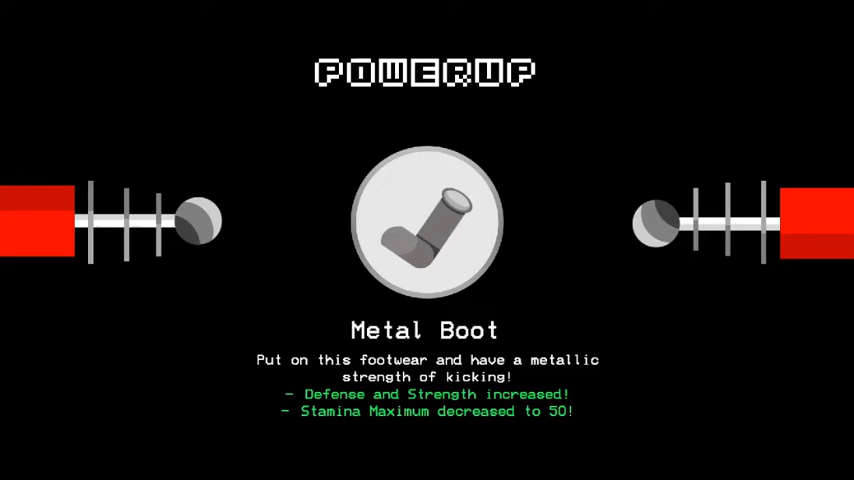 POWERUP
Metal Boot
Put on this footwear and have a metallic
strength of kicking!
- Defense and Strength increased!
- Stamina Maximum decreased to 50!